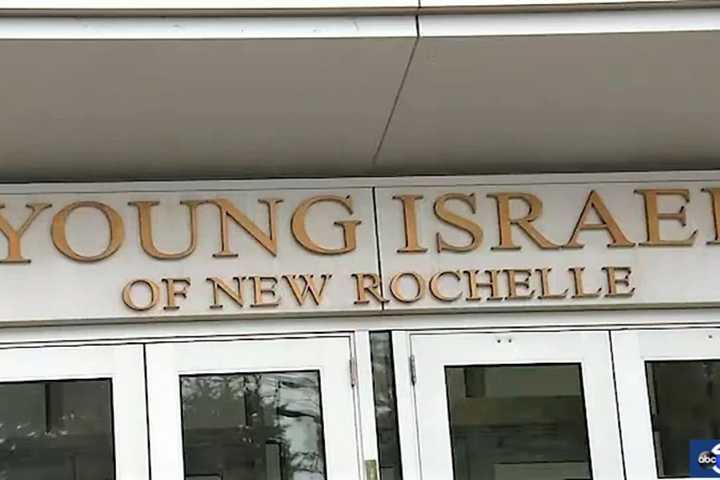 YOUNG ISRAEL
OF NEW ROCHELLE
abc